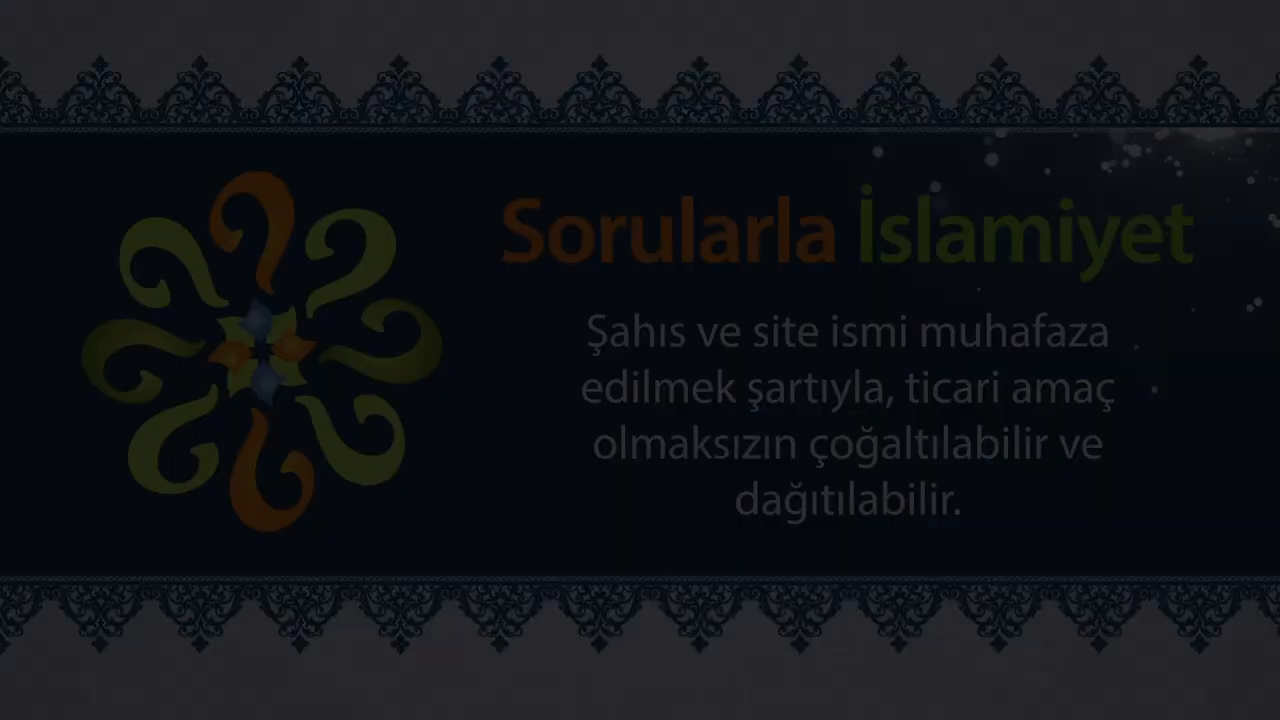 Sorularla İslamiyet
Şahıs ve site ismi muhafaza
edilmek şartıyla, ticari amaç
olmaksızın çoğaltılabilir ve
dağıtılabilir.